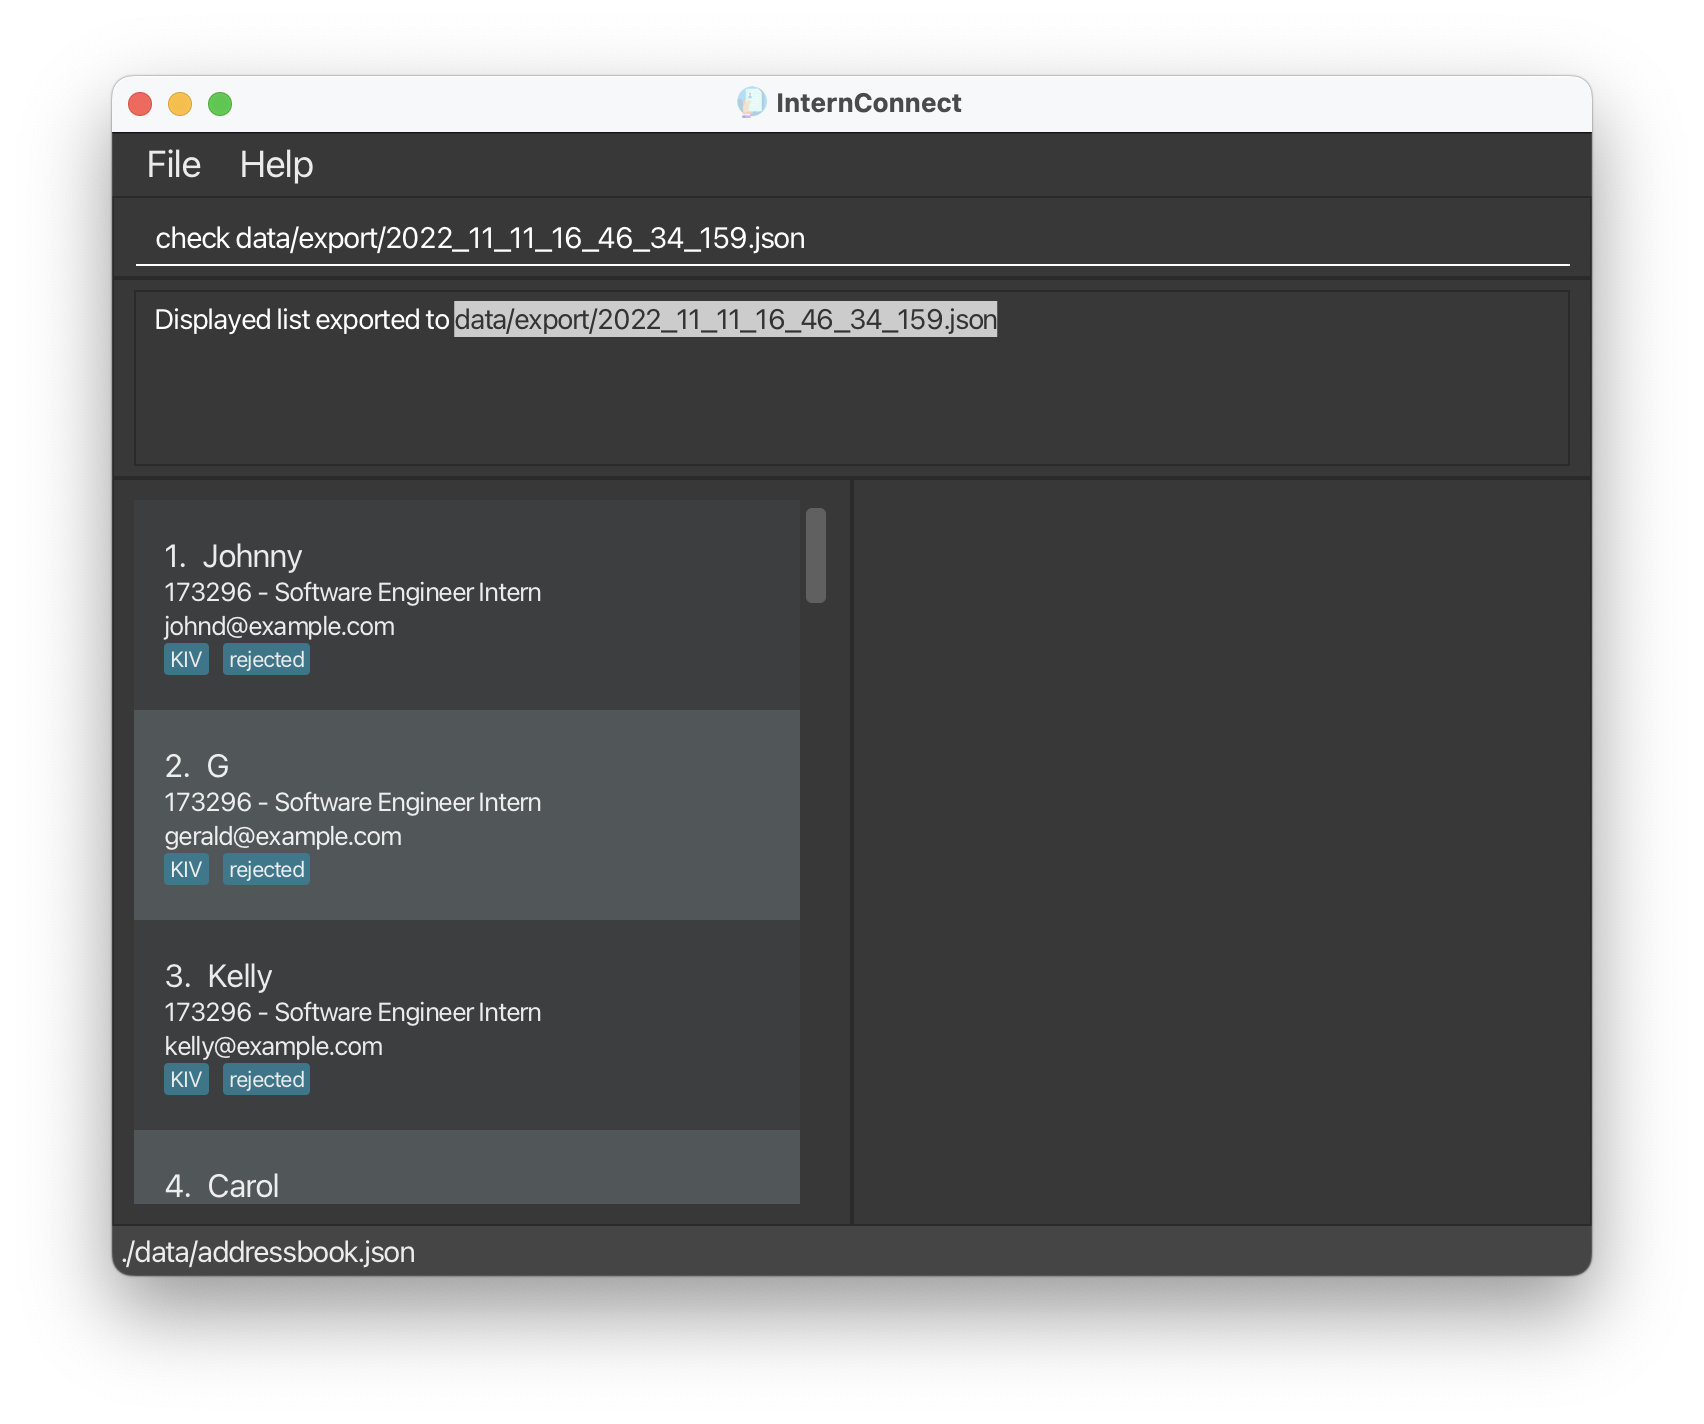 InternConnect
File Help
check data/export/2022_11_11_16_46_34_159.json
Displayed list exported to data/export/2022_11_11_16_46_34_159.json
1. Johnny
173296 - Software Engineer Intern
johnd@example.com
KIV rejected
2. G
173296 - Software Engineer Intern
gerald@example.com
KIV rejected
3. Kelly
173296 - Software Engineer Intern
kelly@example.com
KIV rejected
4. Carol
./data/addressbook.json